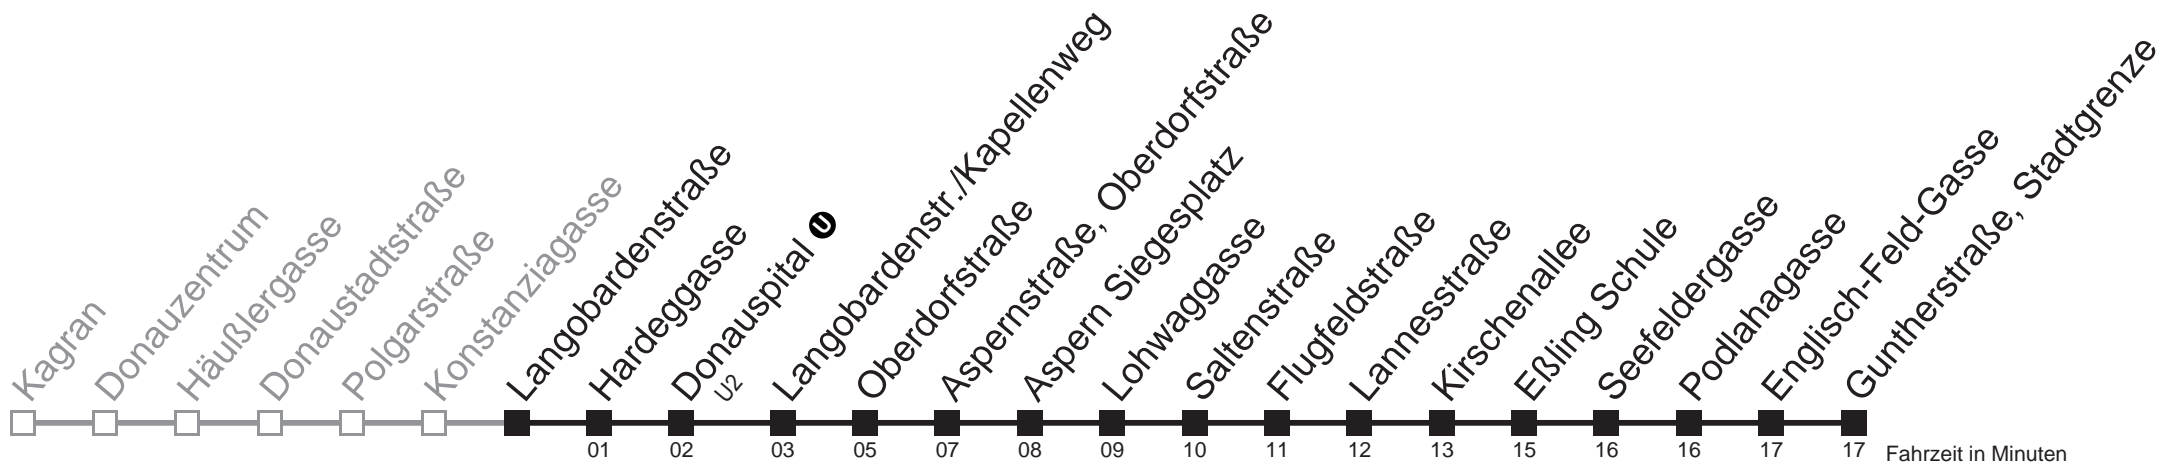 Kagran
Donauzentrum
Häußlergasse
Donaustadtstraße
Polgarstraße
Konstanziagasse
Langobardenstraße
Hardeggasse
Donauspital U
U2
Langobardenstr./Kapellenweg
Oberdorfstraße
Aspernstraße, Oberdorfstraße
Aspern Siegesplatz
Lohwaggasse
Saltenstraße
Flugfeldstraße
Lannesstraße
Kirschenallee
Eßling Schule
Seefeldergasse
Podlahagasse
Englisch-Feld-Gasse
Guntherstraße, Stadtgrenze
01 02 03 05 07 08 09 10 11 12 13 15 16 16 17 17 Fahrzeit in Minuten